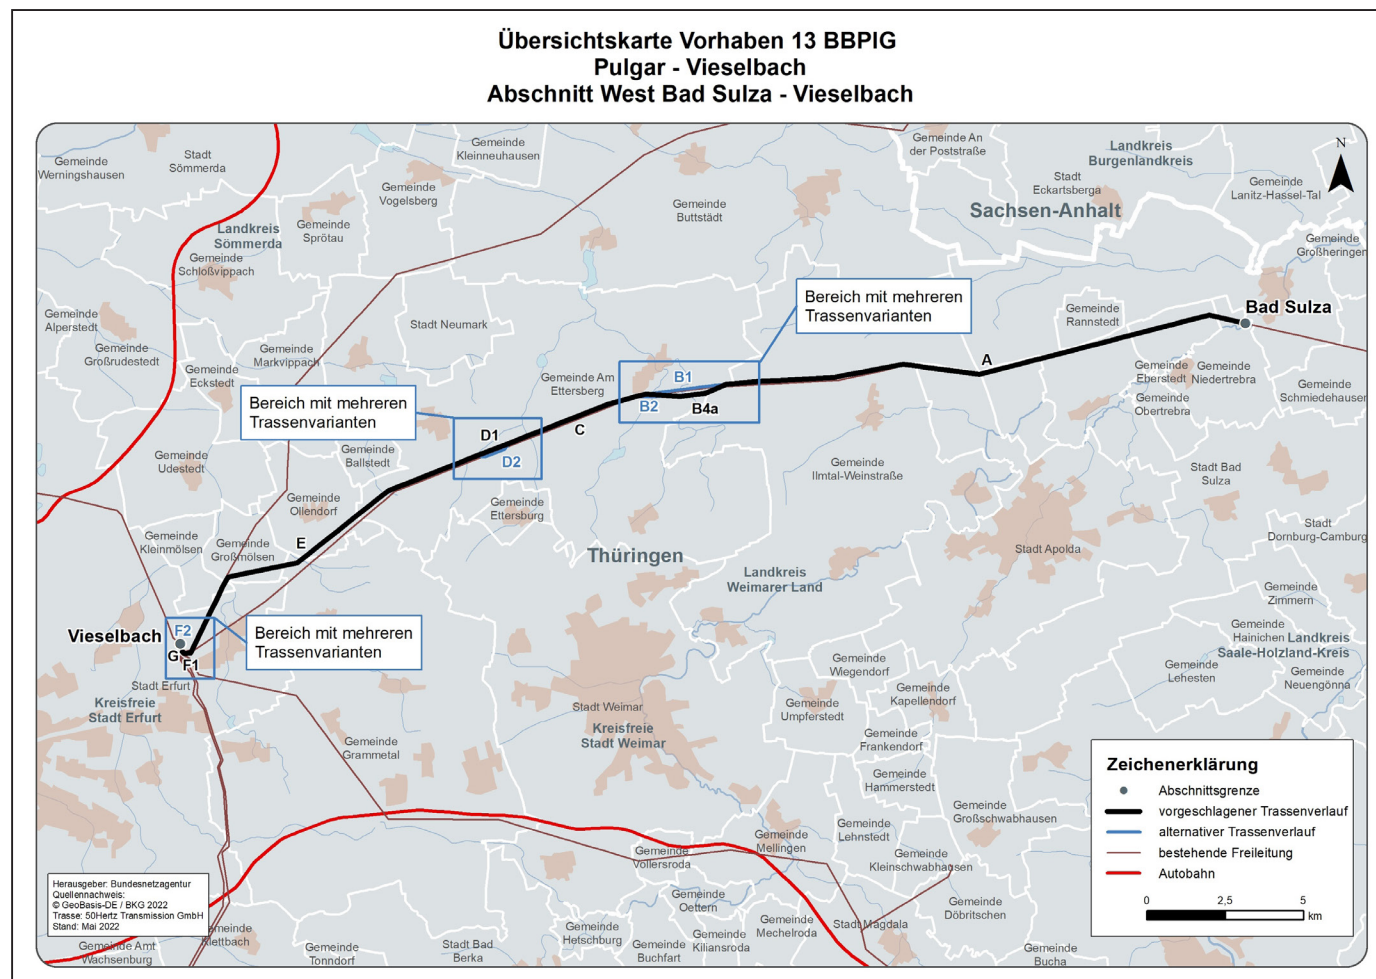 Übersichtskarte Vorhaben 13 BBPlG
Pulgar - Vieselbach
Abschnitt West Bad Sulza - Vieselbach
Gemeinde
Werningshausen
Stadt
Sömmerda
Gemeinde
Kleinneuhausen
Gemeinde An
der Poststraße
Landkreis
Burgenlandkreis
N
Gemeinde
Vogelsberg
Stadt
Eckartsberga
Gemeinde
Lanitz-Hassel-Tal
Gemeinde
Sprötau
Gemeinde
Buttstädt
Sachsen-Anhalt
Landkreis
Sömmerda
Gemeinde
Schloßvippach
Gemeinde
Großheringen
Bereich mit mehreren
Trassenvarianten
Bad Sulza
Gemeinde
Alperstedt
Stadt Neumark
Gemeinde
Rannstedt
Gemeinde
Großrudestedt
Gemeinde
Markvippach
Gemeinde
Eckstedt
A
Gemeinde
Eberstedt
Gemeinde
Niedertrebra
Gemeinde Am
Ettersberg
B1
B2
B4a
Gemeinde
Obertrebra
Gemeinde
Schmiedehausen
Bereich mit mehreren
Trassenvarianten
C
D1
D2
Gemeinde
Udestedt
Gemeinde
Ballstedt
Gemeinde
Ilmtal-Weinstraße
Stadt Bad
Sulza
Gemeinde
Ollendorf
Gemeinde
Ettersburg
Stadt
Dornburg-Camburg
Gemeinde
Kleinmölsen
Gemeinde
Großmölsen
E
Thüringen
Stadt Apolda
Landkreis
Weimarer Land
Gemeinde
Zimmern
Vieselbach
F2
G
F1
Bereich mit mehreren
Trassenvarianten
Gemeinde
Hainichen
Landkreis
Saale-Holzland-Kreis
Gemeinde
Lehesten
Gemeinde
Neuengönna
Gemeinde
Wiegendorf
Stadt Erfurt
Kreisfreie
Stadt Erfurt
Gemeinde
Kapellendorf
Stadt Weimar
Gemeinde
Umpferstedt
Kreisfreie
Stadt Weimar
Gemeinde
Frankendorf
Gemeinde
Grammetal
Gemeinde
Hammerstedt
Gemeinde
Großschwabhausen
Gemeinde
Lehnstedt
Gemeinde
Mellingen
Gemeinde
Vollersroda
Gemeinde
Kleinschwabhausen
Gemeinde
Oettern
Gemeinde
Döbritschen
Gemeinde
Mechelroda
Stadt Magdala
Gemeinde
Hetschburg
Gemeinde
Kiliansroda
Gemeinde
Buchfart
Gemeinde
Bucha
Stadt Bad
Berka
Gemeinde
Tonndorf
Gemeinde
Klettbach
Gemeinde Amt
Wachsenburg
Zeichenerklärung
Abschnittsgrenze
vorgeschlagener Trassenverlauf
alternativer Trassenverlauf
bestehende Freileitung
Autobahn
0 2,5 5
km
Herausgeber: Bundesnetzagentur
Quellennachweis:
© GeoBasis-DE / BKG 2022
Trasse: 50Hertz Transmission GmbH
Stand: Mai 2022